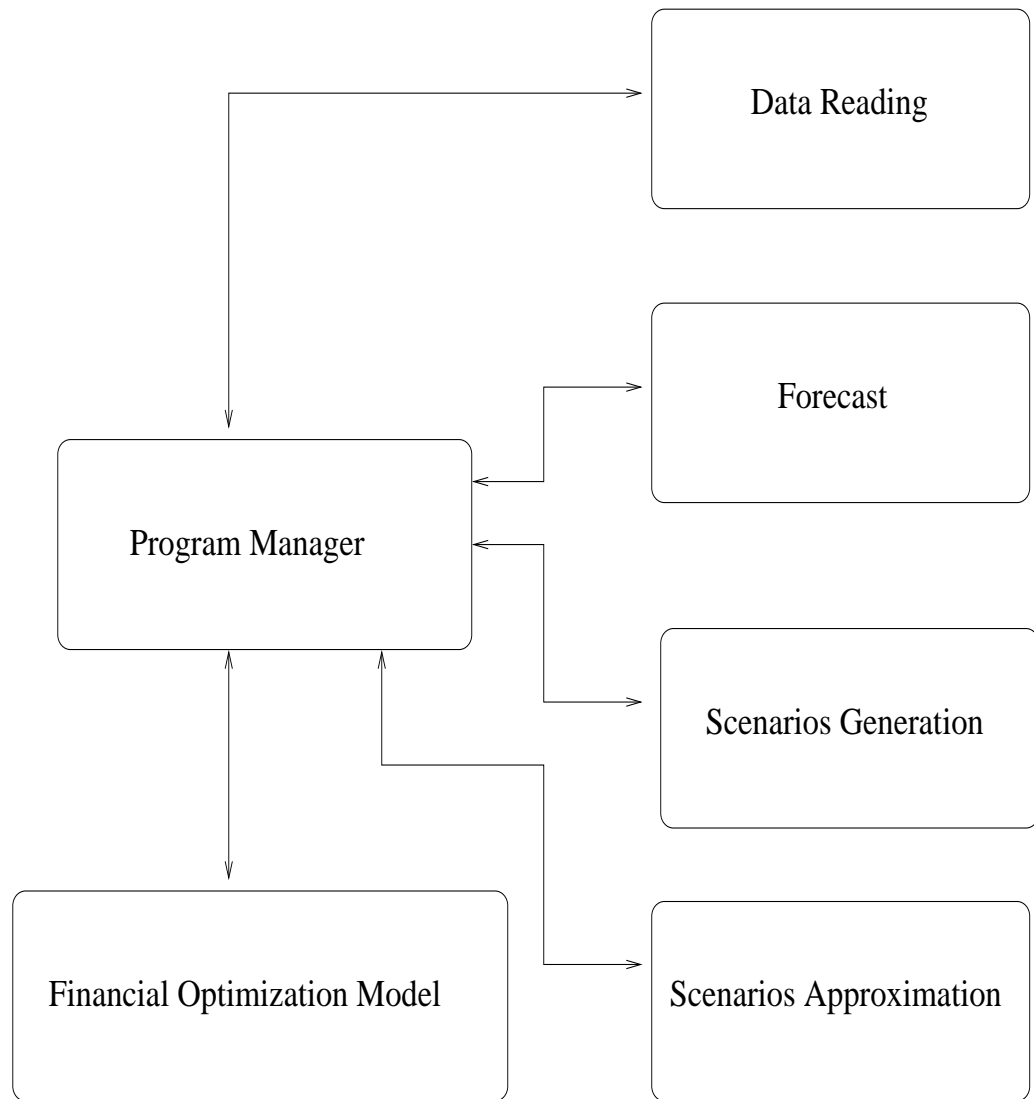 Data Reading
Forecast
Program Manager
Scenarios Generation
Financial Optimization Model
Scenarios Approximation